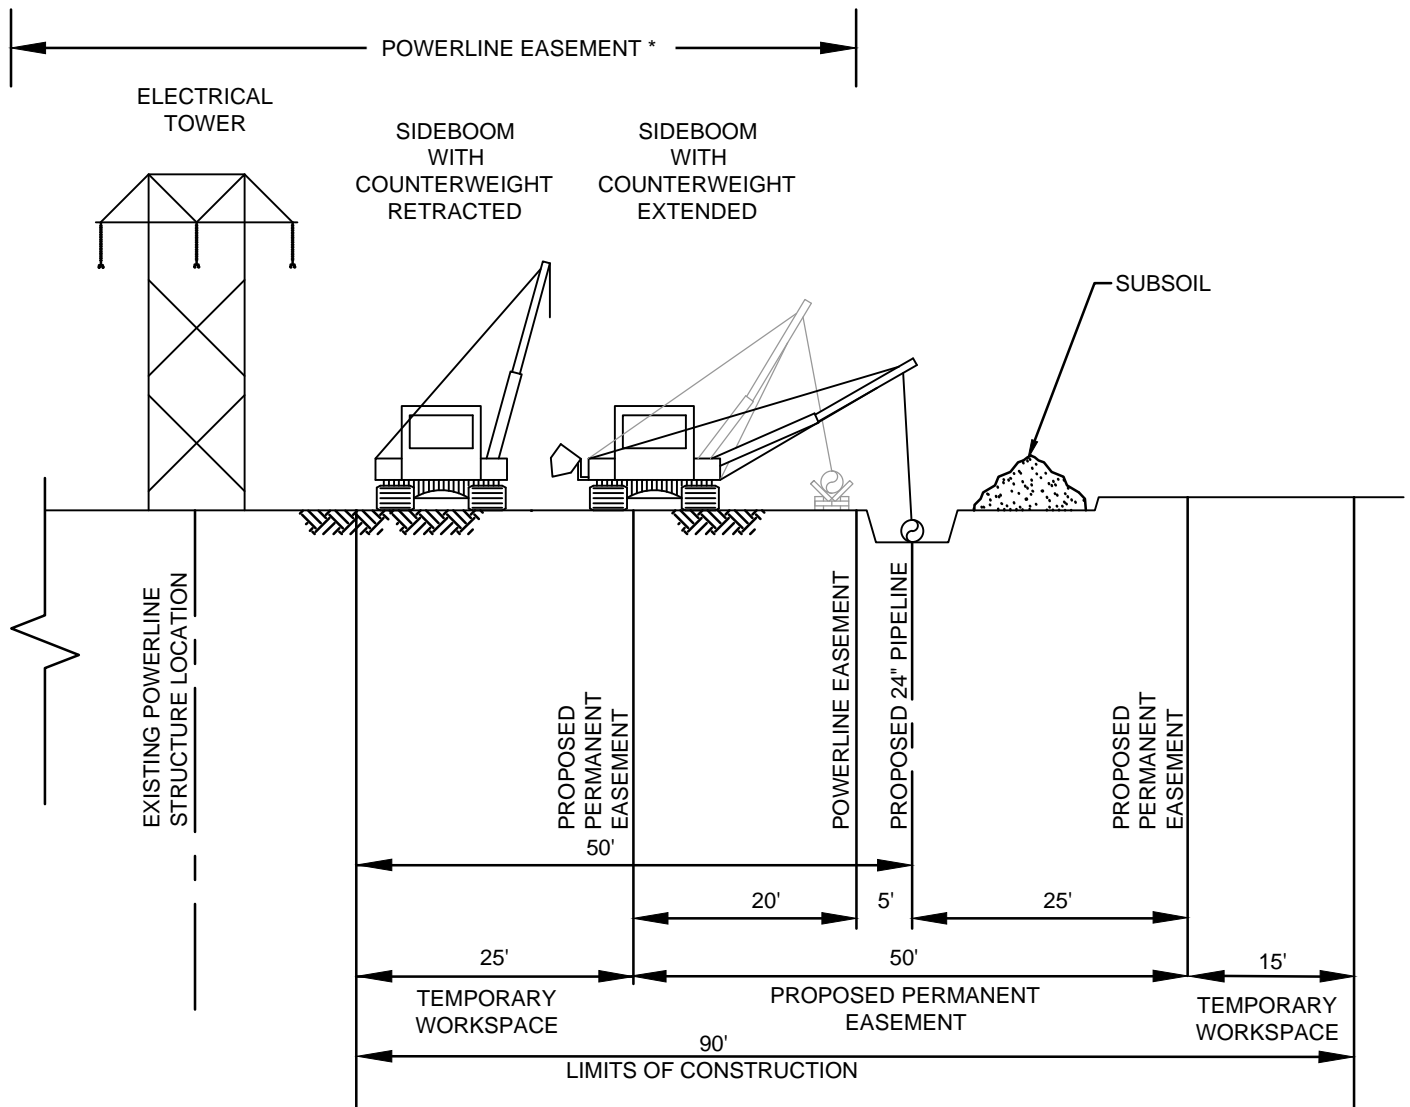 POWERLINE EASEMENT *
ELECTRICAL
TOWER
SIDEBOOM
WITH
COUNTERWEIGHT
RETRACTED
SIDEBOOM
WITH
COUNTERWEIGHT
EXTENDED
SUBSOIL
EXISTING POWERLINE
STRUCTURE LOCATION
PROPOSED
PERMANENT
EASEMENT
POWERLINE EASEMENT
PROPOSED 24" PIPELINE
PROPOSED
PERMANENT
EASEMENT
50'
20'
5'
25'
25'
TEMPORARY
WORKSPACE
50'
PROPOSED PERMANENT
EASEMENT
15'
TEMPORARY
WORKSPACE
90'
LIMITS OF CONSTRUCTION